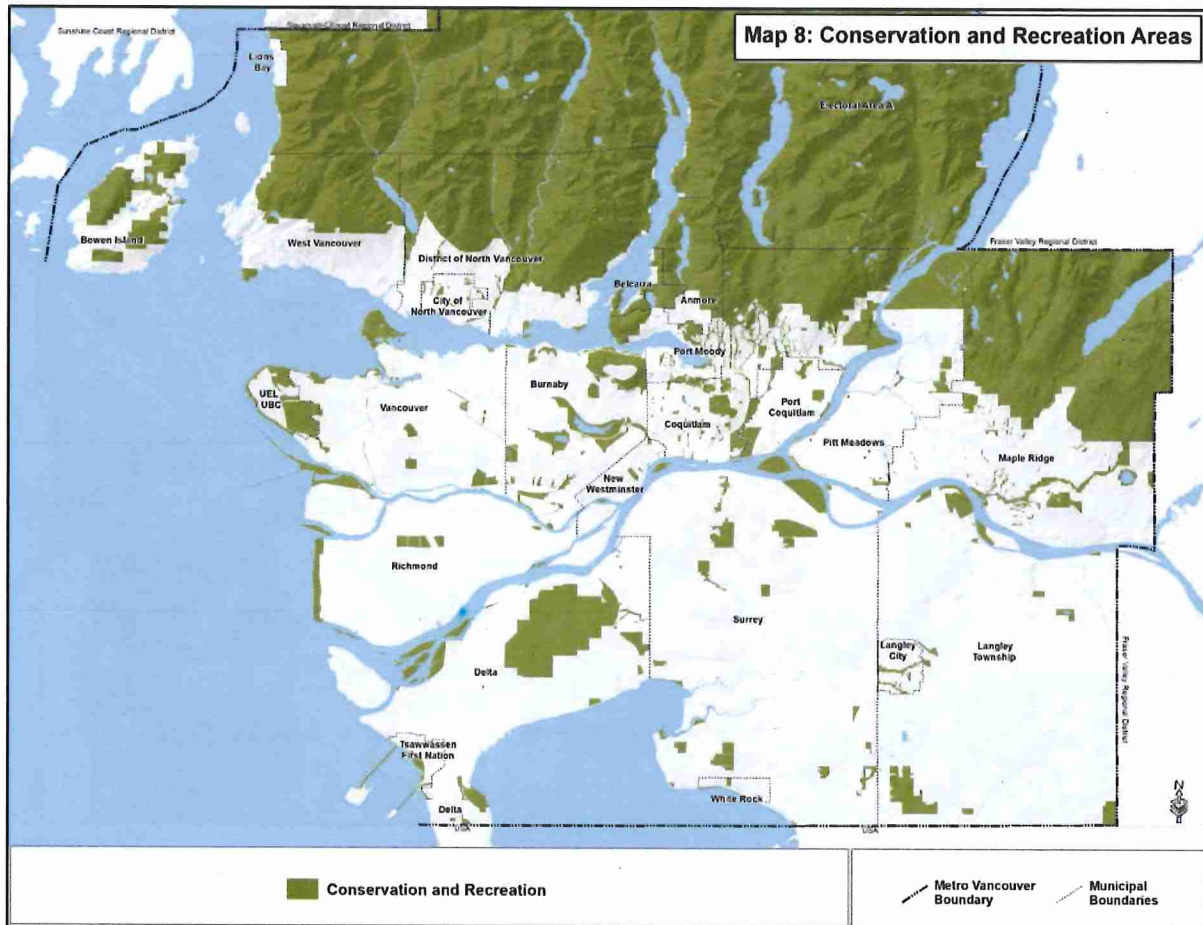 Map 8: Conservation and Recreation Areas
Sunshine Coast Regional District
Squamish-Lillooet Regional District
Lions
Bay
Electoral Area A
Bowen Island
West Vancouver
District of North Vancouver
Fraser Valley Regional District
Belcarra
Anmore
City of
North Vancouver
Port Moody
UEL
UBC
Vancouver
Burnaby
Coquitlam
Port
Coquitlam
Pitt Meadows
Maple Ridge
New
Westminster
Richmond
Surrey
Delta
Langley
City
Langley
Township
Fraser Valley Regional District
Tsawwassen
First Nation
White Rock
Delta
USA
USA
N
Conservation and Recreation
Metro Vancouver
Boundary
Municipal
Boundaries